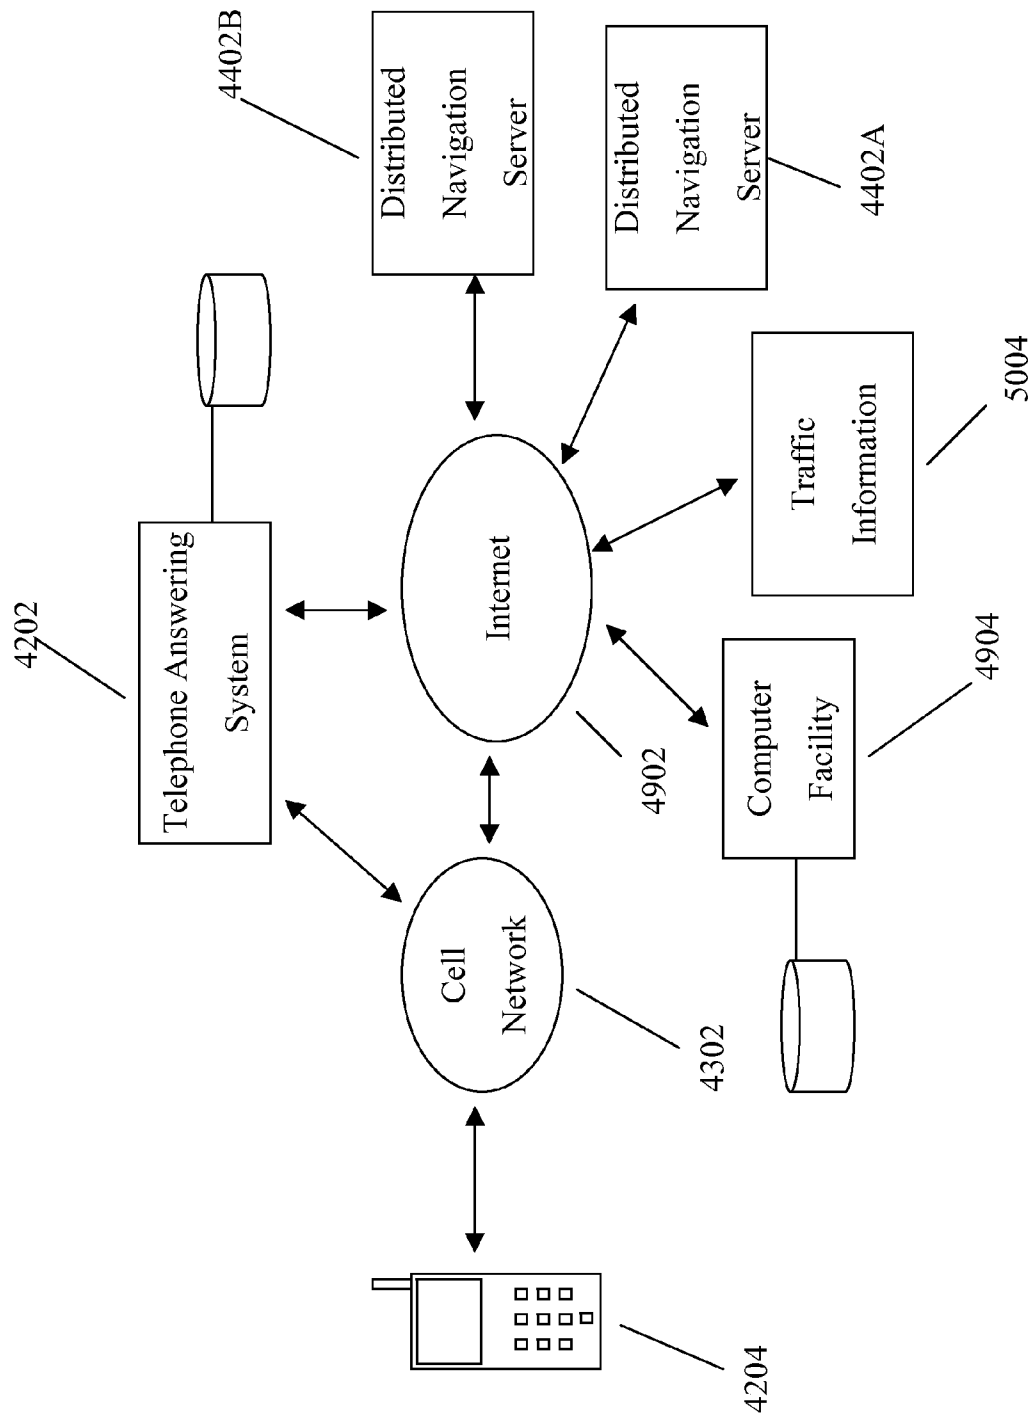 4202
Telephone Answering
System
4402B
Distributed
Navigation
Server
Distributed
Navigation
Server
4402A
Internet
4902
Cell
Network
4302
Traffic
Information
5004
Computer
Facility
4904
4204